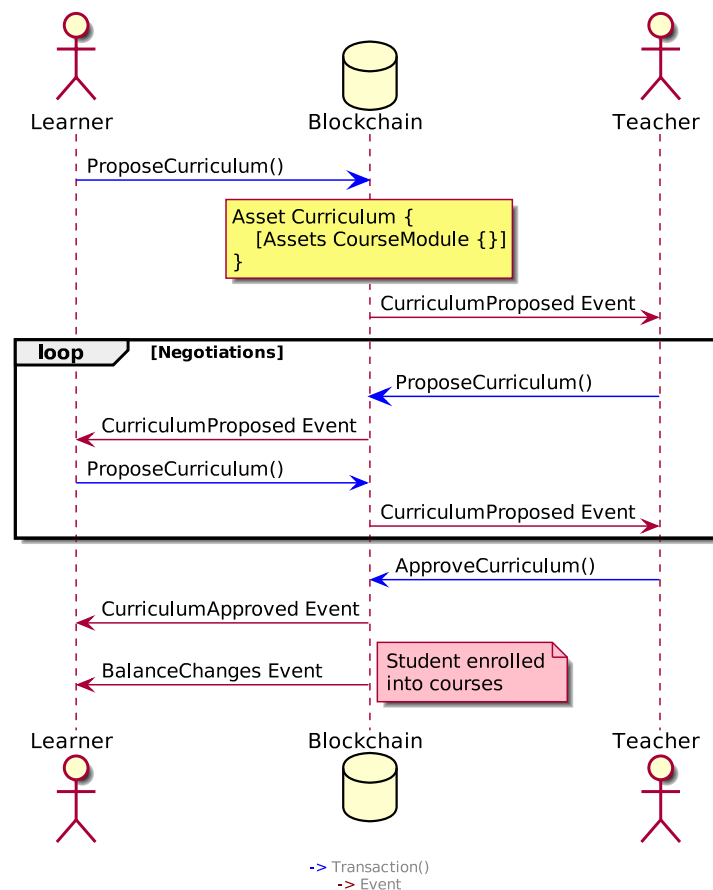 Learner
Blockchain
Teacher
ProposeCurriculum()
Asset Curriculum {
    [Assets CourseModule {}]
}
CurriculumProposed Event
loop [Negotiations]
ProposeCurriculum()
CurriculumProposed Event
ProposeCurriculum()
CurriculumProposed Event
ApproveCurriculum()
CurriculumApproved Event
BalanceChanges Event
Student enrolled
into courses
Learner
Blockchain
Teacher
-> Transaction()
-> Event